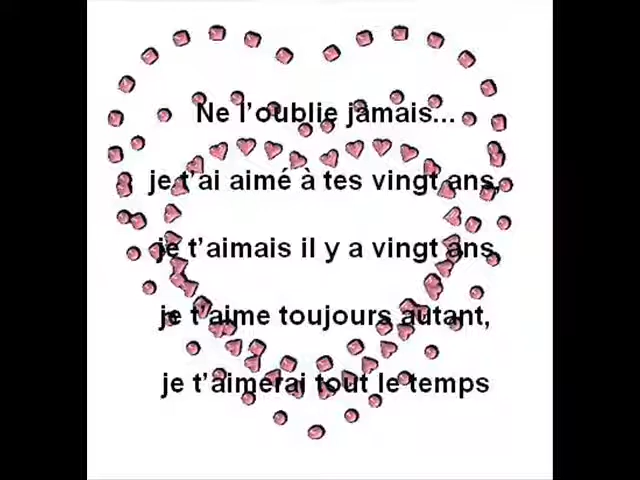 Ne l'oublie jamais...
je t'ai aimé à tes vingt ans,
je t'aimais il y a vingt ans,
je t'aime toujours autant,
je t'aimerai tout le temps